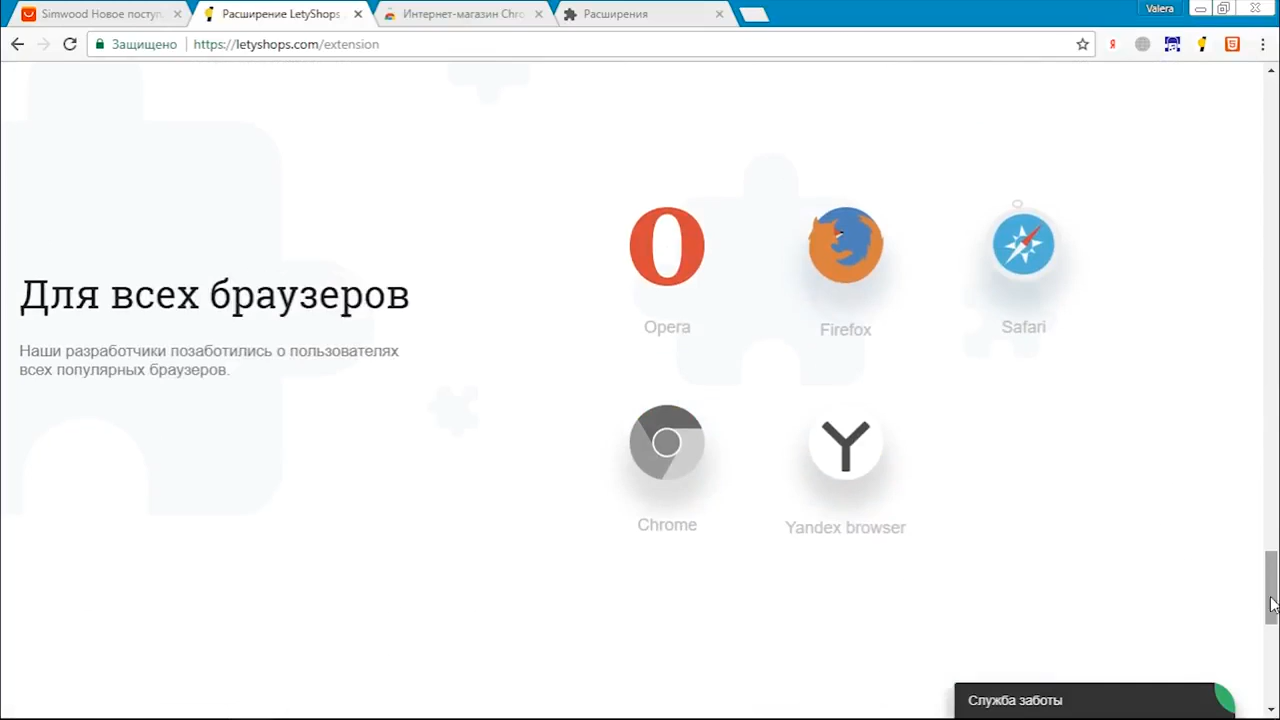 Simwood Новое посту
Расширение LetyShops
Интернет-магазин Chro
Расширения
Valera
Защищено
https://letyshops.com/extension
Для всех браузеров
Наши разработчики позаботились о пользователях
всех популярных браузеров.
Opera
Firefox
Safari
Chrome
Yandex browser
Служба заботы